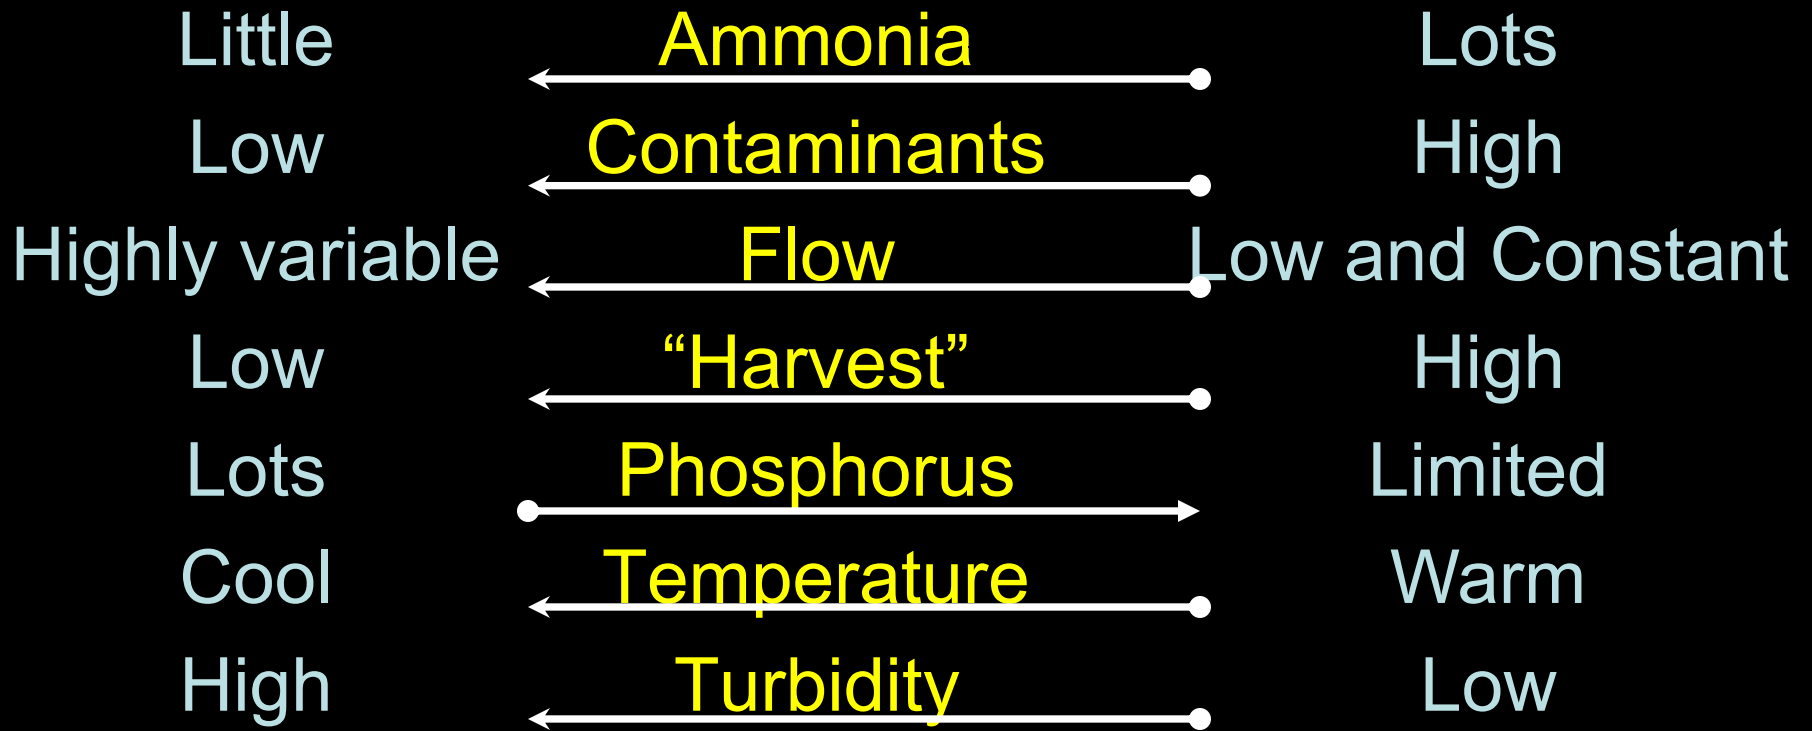 Little Ammonia Lots
Low Contaminants High
Highly variable Flow Low and Constant
Low “Harvest” High
Lots Phosphorus Limited
Cool Temperature Warm
High Turbidity Low